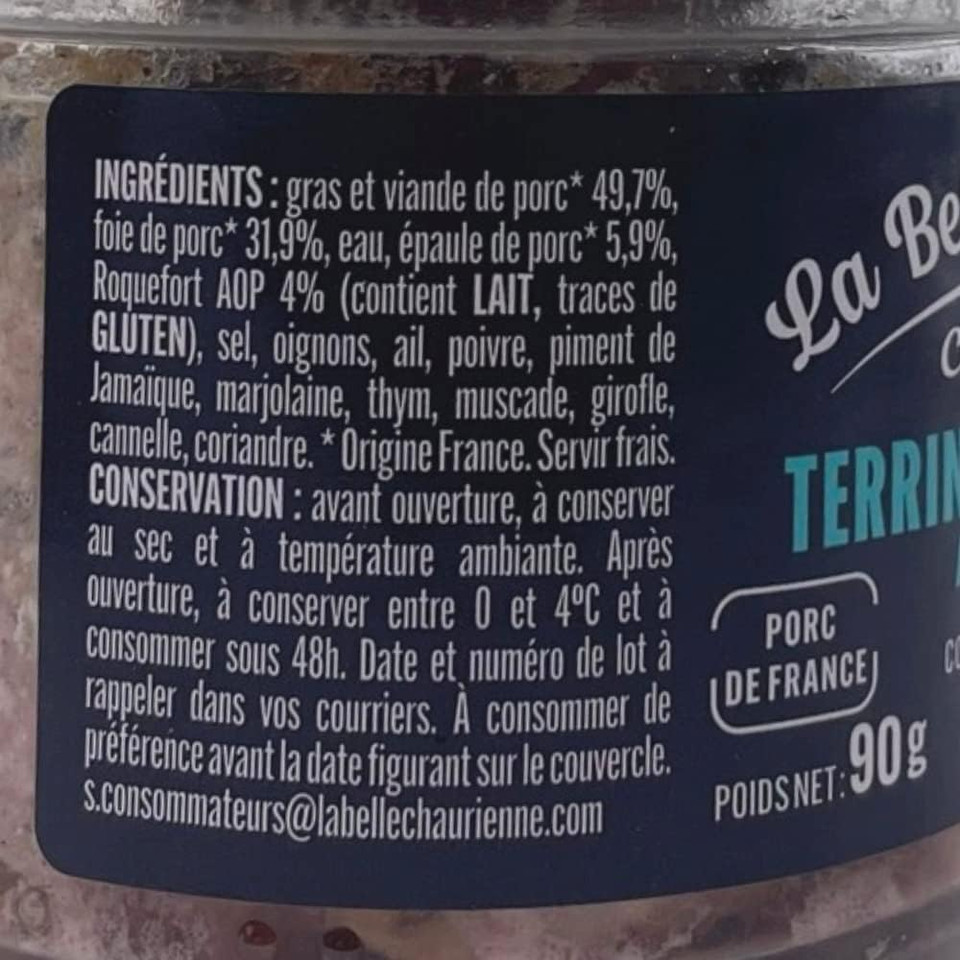 INGRÉDIENTS : gras et viande de porc* 49,7%,
foie de porc* 31,9%, eau, épaule de porc* 5,9%,
Roquefort AOP 4% (contient LAIT, traces de
GLUTEN), sel, oignons, ail, poivre, piment de
Jamaïque, marjolaine, thym, muscade, girofle,
cannelle, coriandre. * Origine France. Servir frais.
CONSERVATION : avant ouverture, à conserver
au sec et à température ambiante. Après
ouverture, à conserver entre 0 et 4°C et à
consommer sous 48h. Date et numéro de lot à
rappeler dans vos courriers. À consommer de
préférence avant la date figurant sur le couvercle.
s.consommateurs@labellechaurienne.com
La Be
C
TERRIN
PORC
DE FRANCE
POIDS NET : 90g